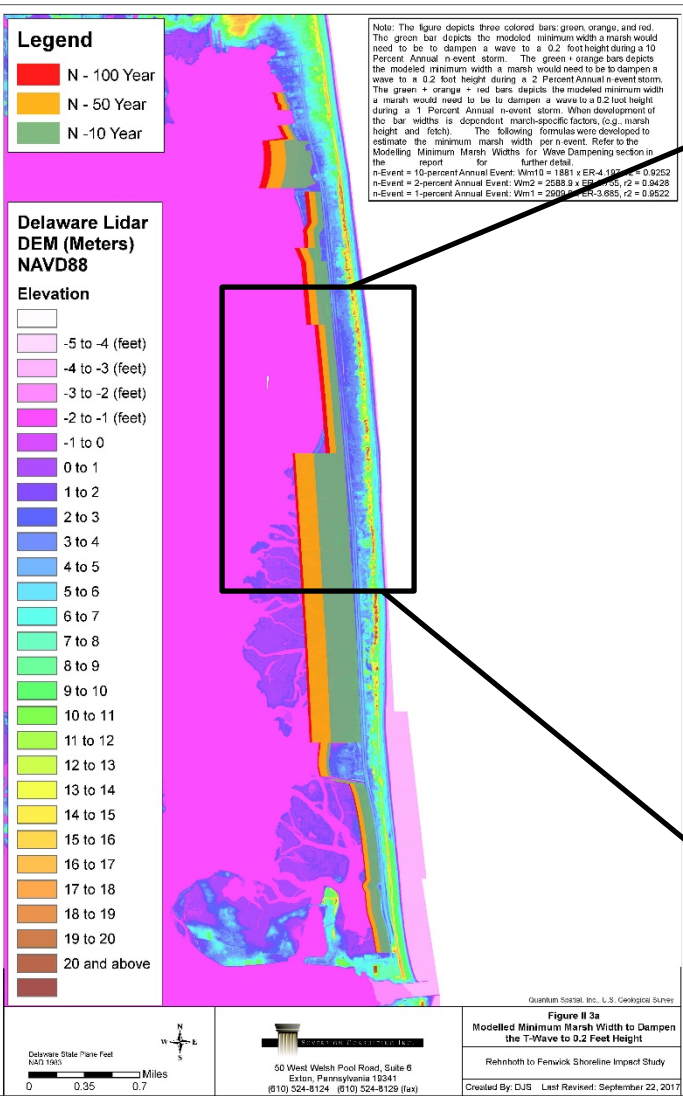 Legend
N - 100 Year
N - 50 Year
N -10 Year
Note: The figure depicts three colored bars: green, orange, and red.
The green bar depicts the modeled minimum width a marsh would
need to be to dampen a wave to a 0.2 foot height during a 10
Percent Annual n-event storm. The green + orange bars depicts
the modeled minimum width a marsh would need to be to dampen a
wave to a 0.2 foot height during a 2 Percent Annual n-event storm.
The green + orange + red bars depicts the modeled minimum width
a marsh would need to be to dampen a wave to a 0.2 foot height
during a 1 Percent Annual n-event storm. When development of
the bar widths is dependent marsh-specific factors, (e.g., marsh
height and fetch). The following formulas were developed to
estimate the minimum marsh width per n-event. Refer to the
Modelling Minimum Marsh Widths for Wave Dampening section in
the report for further detail.
n-Event = 10-percent Annual Event: Wm10 = 1881 x = 0.9252
n-Event = 2-percent Annual Event: Wm2 = 2588.9 x r2 = 0.9428
n-Event = 1-percent Annual Event: Wm1 = ER-3.685, r2 = 0.9522
Delaware Lidar
DEM (Meters)
NAVD88
Elevation
-5 to -4 (feet)
-4 to -3 (feet)
-3 to -2 (feet)
-2 to -1 (feet)
-1 to 0
0 to 1
1 to 2
2 to 3
3 to 4
4 to 5
5 to 6
6 to 7
7 to 8
8 to 9
9 to 10
10 to 11
11 to 12
12 to 13
13 to 14
14 to 15
15 to 16
16 to 17
17 to 18
18 to 19
19 to 20
20 and above
Quantum Spatial, Inc., U.S. Geological Survey
Delaware State Plane Feet
NAD 1983
N
W E
S
Miles
0 0.35 0.7
SOVEREIGN CONSULTING INC.
50 West Welsh Pool Road, Suite 6
Exton, Pennsylvania 19341
(610) 524-8124 (610) 524-8129 (fax)
Figure II 3a
Modelled Minimum Marsh Width to Dampen
the T-Wave to 0.2 Feet Height
Rehoboth to Fenwick Shoreline Impact Study
Created By: DJS Last Revised: September 22, 2017